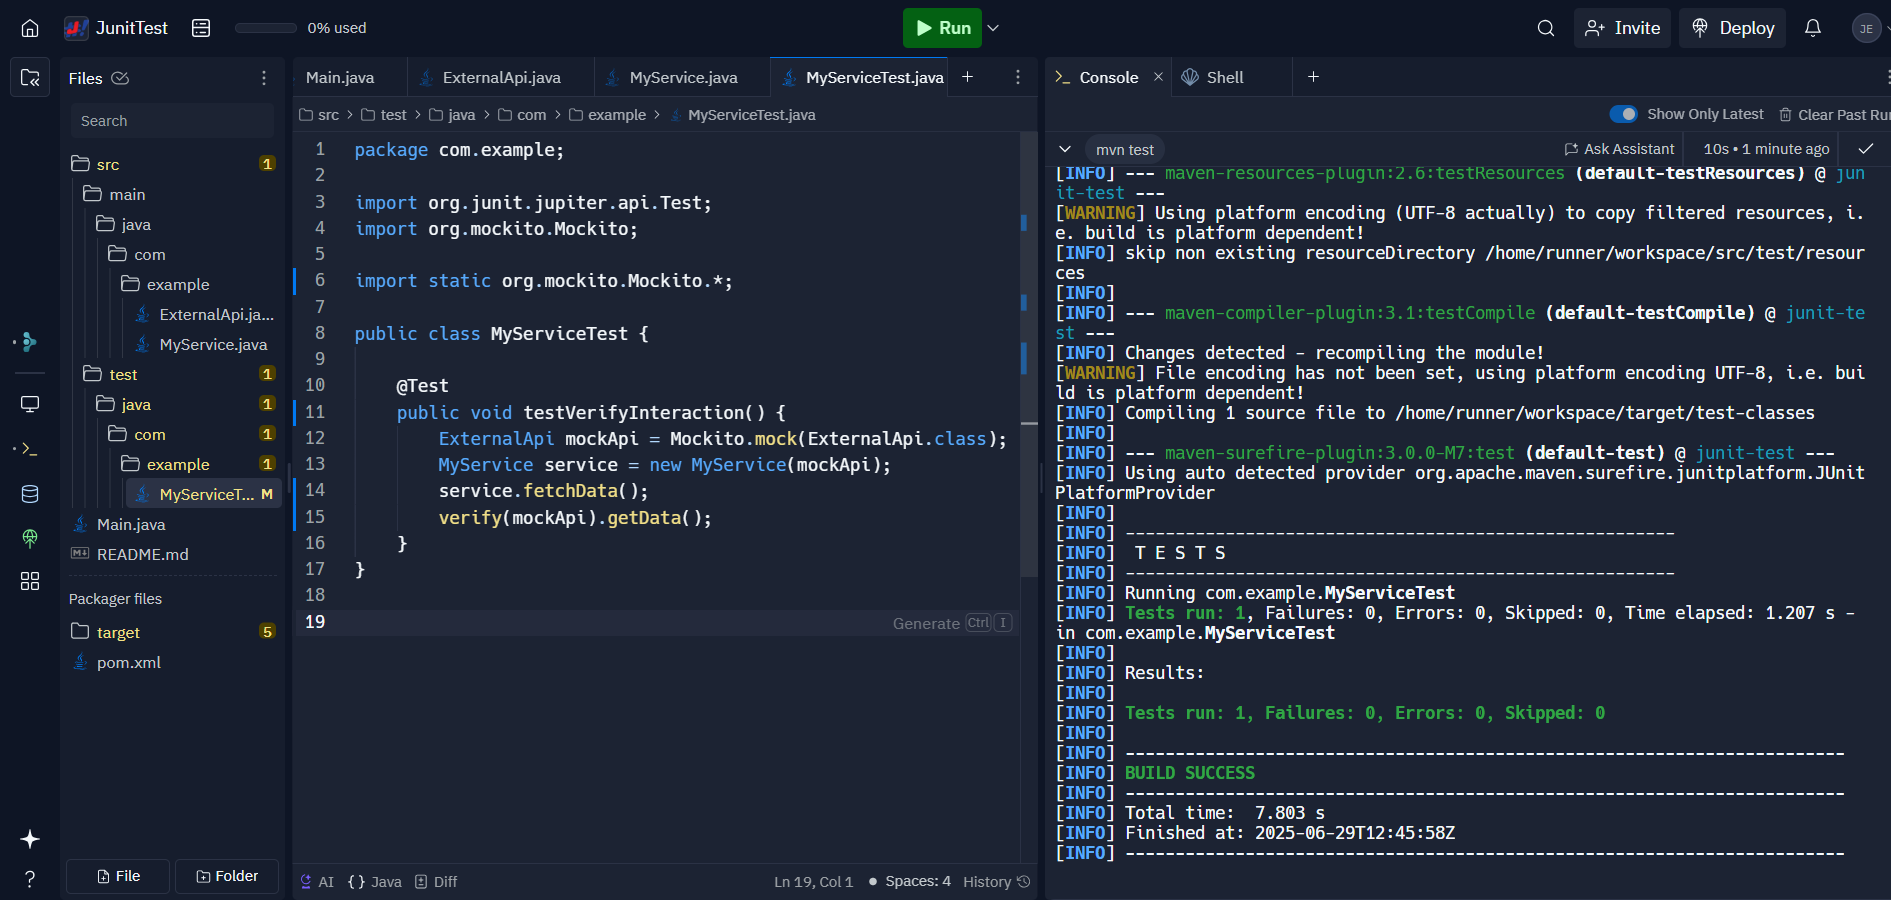 JunitTest
0% used
Run
Invite
Deploy
JE
Files
Search
src 1
main
java
com
example
ExternalApi.ja...
MyService.java
test 1
java 1
com 1
example 1
MyServiceT... M
Main.java
README.md
Packager files
target 5
pom.xml
File
Folder
Main.java
ExternalApi.java
MyService.java
MyServiceTest.java
src > test > java > com > example > MyServiceTest.java
1 package com.example;
2
3 import org.junit.jupiter.api.Test;
4 import org.mockito.Mockito;
5
6 import static org.mockito.Mockito.*;
7
8 public class MyServiceTest {
9
10 @Test
11 public void testVerifyInteraction() {
12 ExternalApi mockApi = Mockito.mock(ExternalApi.class);
13 MyService service = new MyService(mockApi);
14 service.fetchData();
15 verify(mockApi).getData();
16 }
17 }
18
19
Generate Ctrl I
AI
{} Java
Diff
Ln 19, Col 1
Spaces: 4
History
Console
Shell
Show Only Latest
Clear Past Run
mvn test
Ask Assistant
10s • 1 minute ago
[INFO] --- maven-resources-plugin:2.6:testResources (default-testResources) @ jun
it-test ---
[WARNING] Using platform encoding (UTF-8 actually) to copy filtered resources, i.
e. build is platform dependent!
[INFO] skip non existing resourceDirectory /home/runner/workspace/src/test/resour
ces
[INFO]
[INFO] --- maven-compiler-plugin:3.1:testCompile (default-testCompile) @ junit-te
st ---
[INFO] Changes detected - recompiling the module!
[WARNING] File encoding has not been set, using platform encoding UTF-8, i.e. bui
ld is platform dependent!
[INFO] Compiling 1 source file to /home/runner/workspace/target/test-classes
[INFO]
[INFO] --- maven-surefire-plugin:3.0.0-M7:test (default-test) @ junit-test ---
[INFO] Using auto detected provider org.apache.maven.surefire.junitplatform.JUnit
PlatformProvider
[INFO]
[INFO] -------------------------------------------------------
[INFO]  T E S T S
[INFO] -------------------------------------------------------
[INFO] Running com.example.MyServiceTest
[INFO] Tests run: 1, Failures: 0, Errors: 0, Skipped: 0, Time elapsed: 1.207 s -
in com.example.MyServiceTest
[INFO]
[INFO] Results:
[INFO]
[INFO] Tests run: 1, Failures: 0, Errors: 0, Skipped: 0
[INFO]
[INFO] ------------------------------------------------------------------------
[INFO] BUILD SUCCESS
[INFO] ------------------------------------------------------------------------
[INFO] Total time:  7.803 s
[INFO] Finished at: 2025-06-29T12:45:58Z
[INFO] ------------------------------------------------------------------------